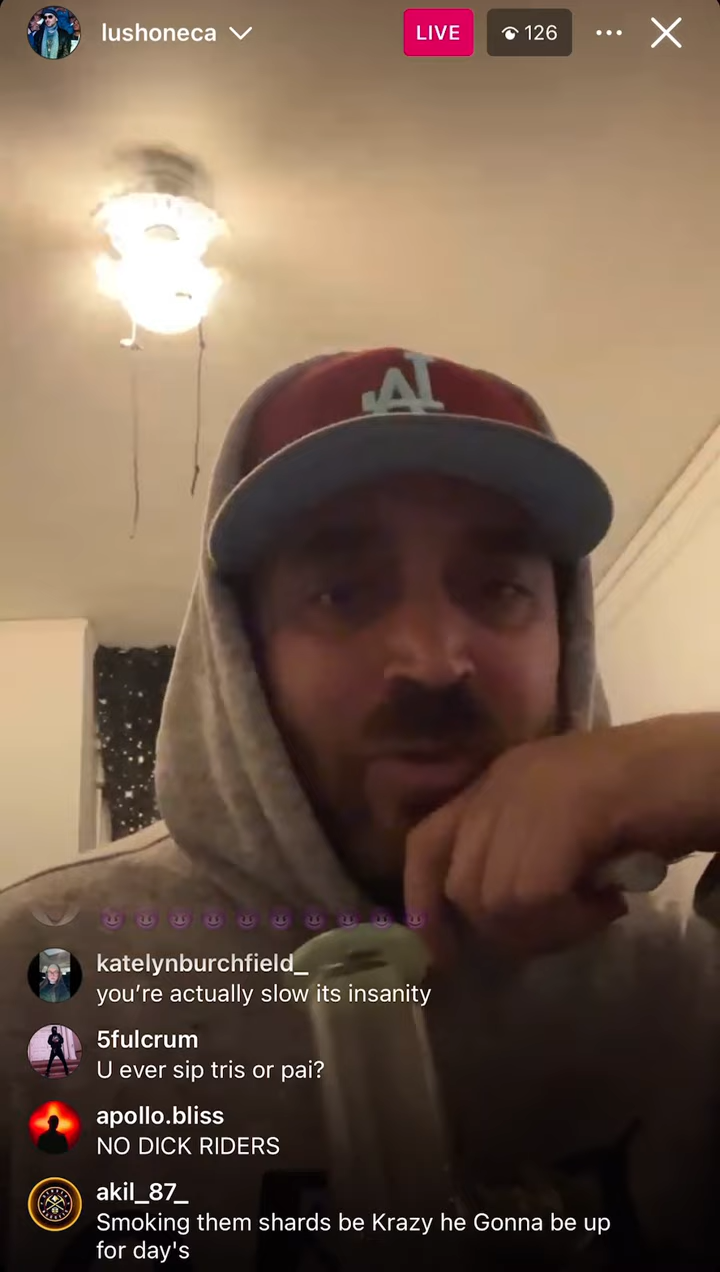 lushoneca
LIVE
126
LA
katelynburchfield_
you’re actually slow its insanity
5fulcrum
U ever sip tris or pai?
apollo.bliss
NO DICK RIDERS
akil_87_
Smoking them shards be Krazy he Gonna be up
for day's